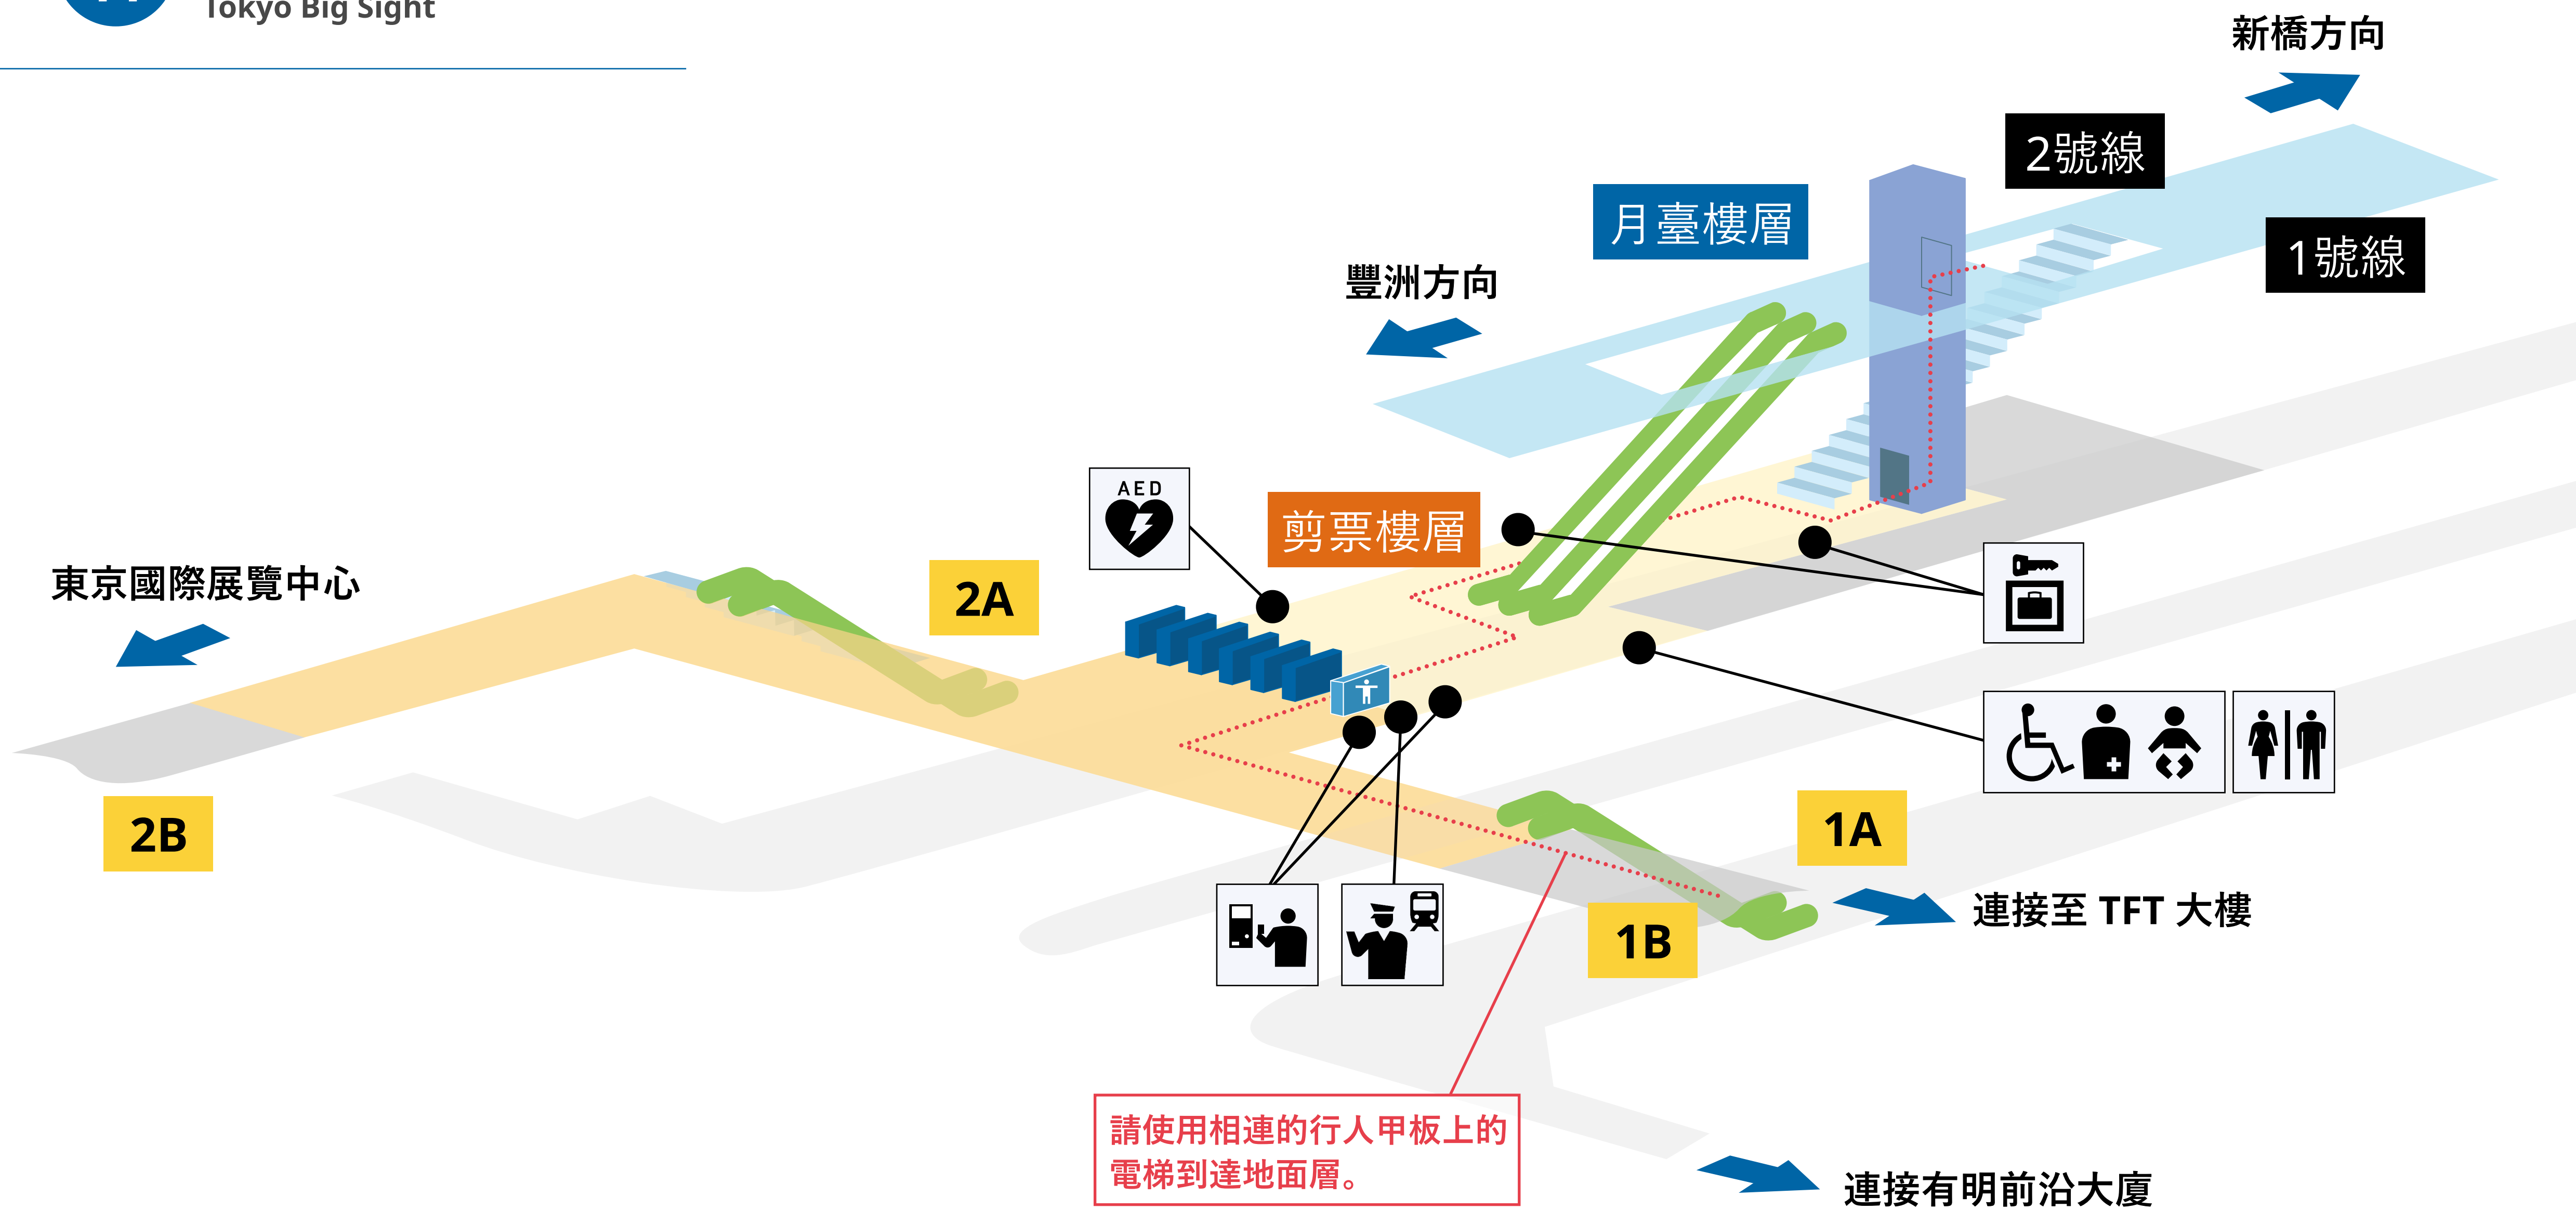 Tokyo Big Sight
新橋方向
2號線
月臺樓層
1號線
豐洲方向
AED
剪票樓層
東京國際展覽中心
2A
2B
1A
連接至 TFT 大樓
1B
請使用相連的行人甲板上的
電梯到達地面層。
連接有明前沿大廈